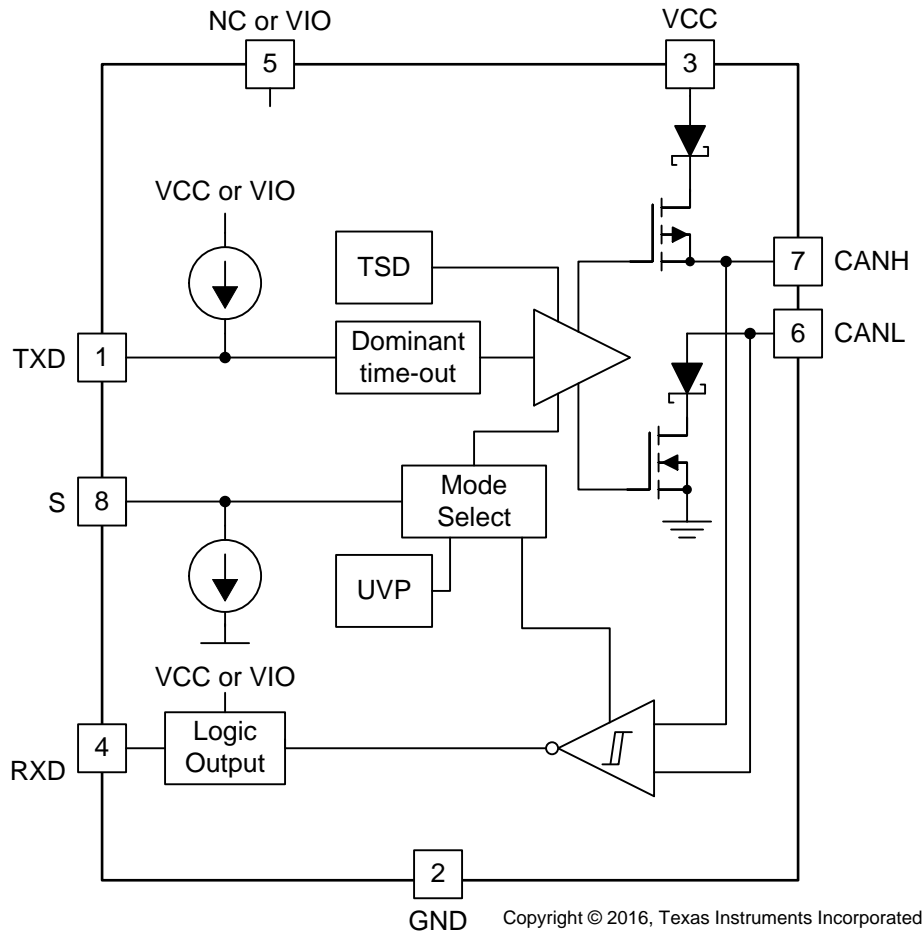 NC or VIO
VCC
5
3
VCC or VIO
TSD
7
CANH
6
CANL
TXD
1
Dominant
time-out
S
8
Mode
Select
UVP
VCC or VIO
RXD
4
Logic
Output
2
GND
Copyright © 2016, Texas Instruments Incorporated